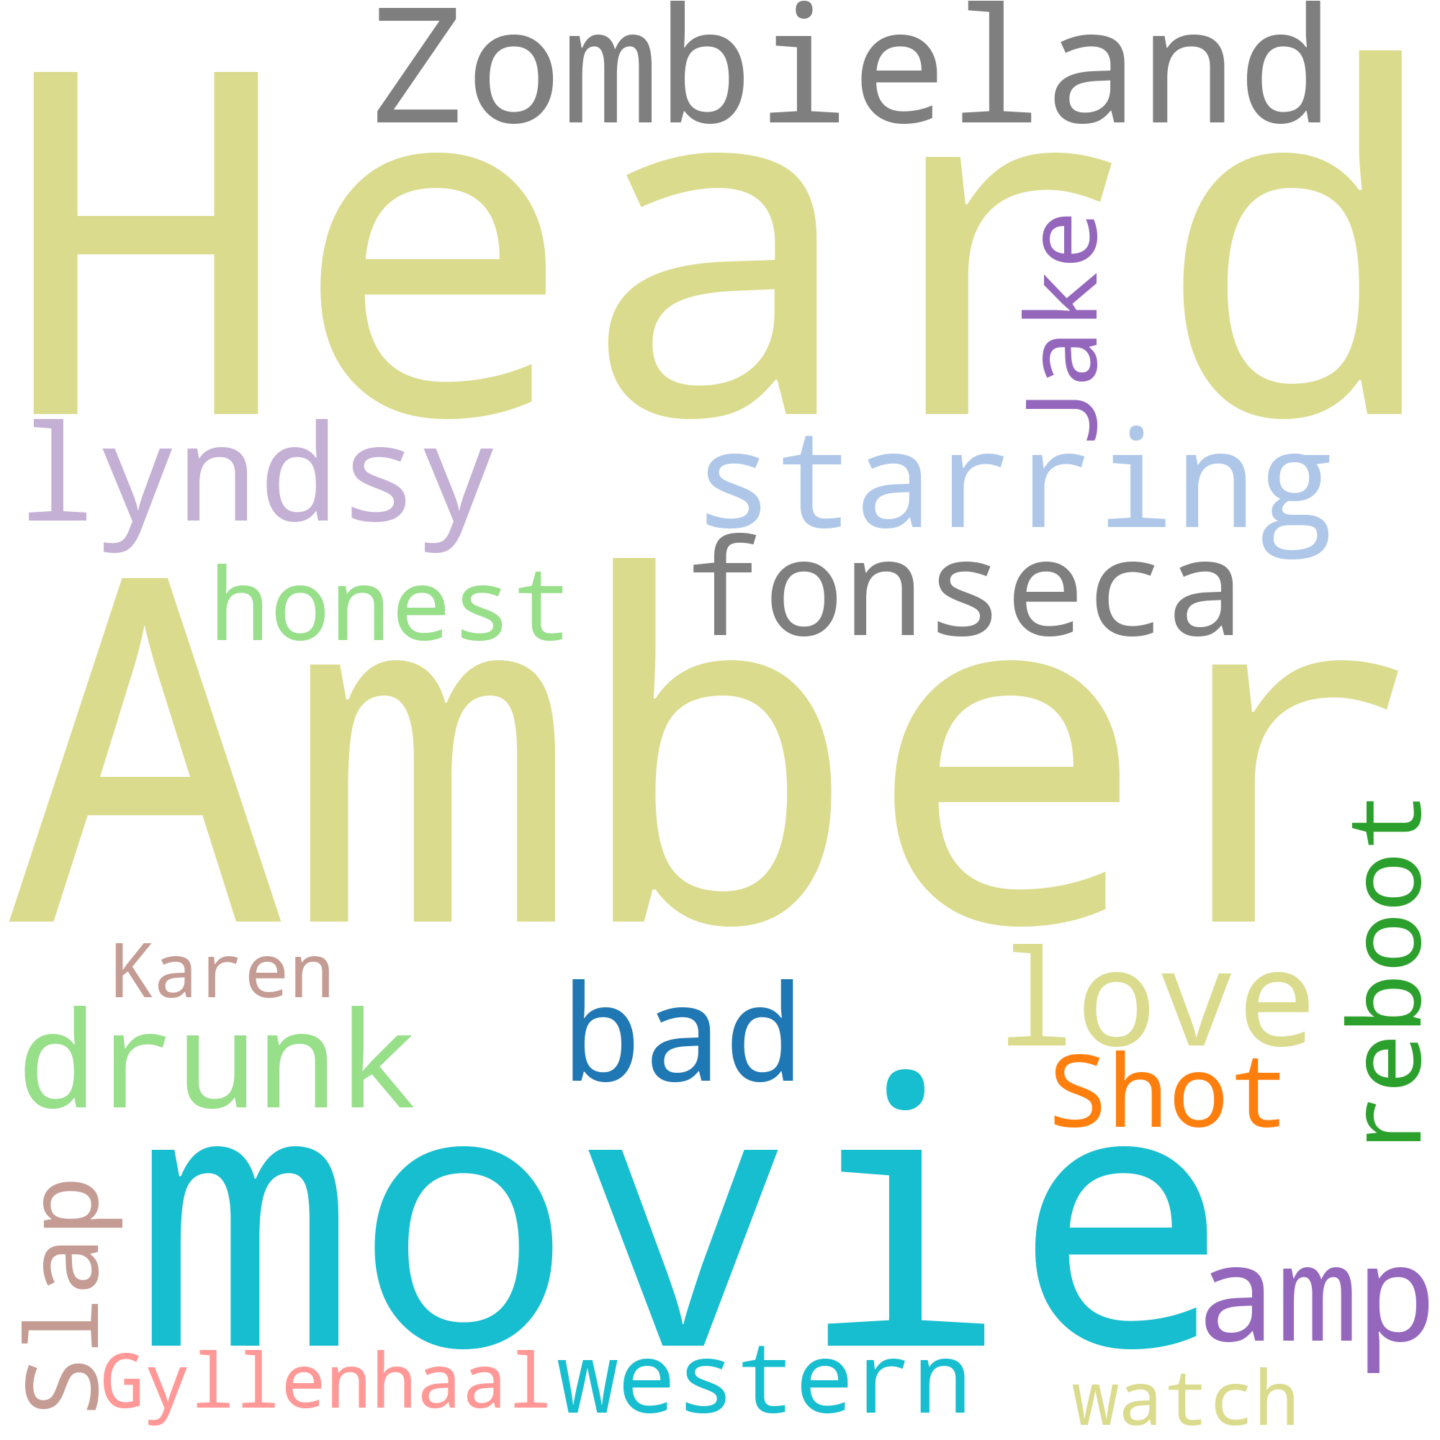 Zombieland
Heard
Jake
lyndsy
starring
honest
fonseca
Amber
reboot
Karen
love
drunk
bad
Shot
movie
Slap
amp
Gyllenhaal
western
watch